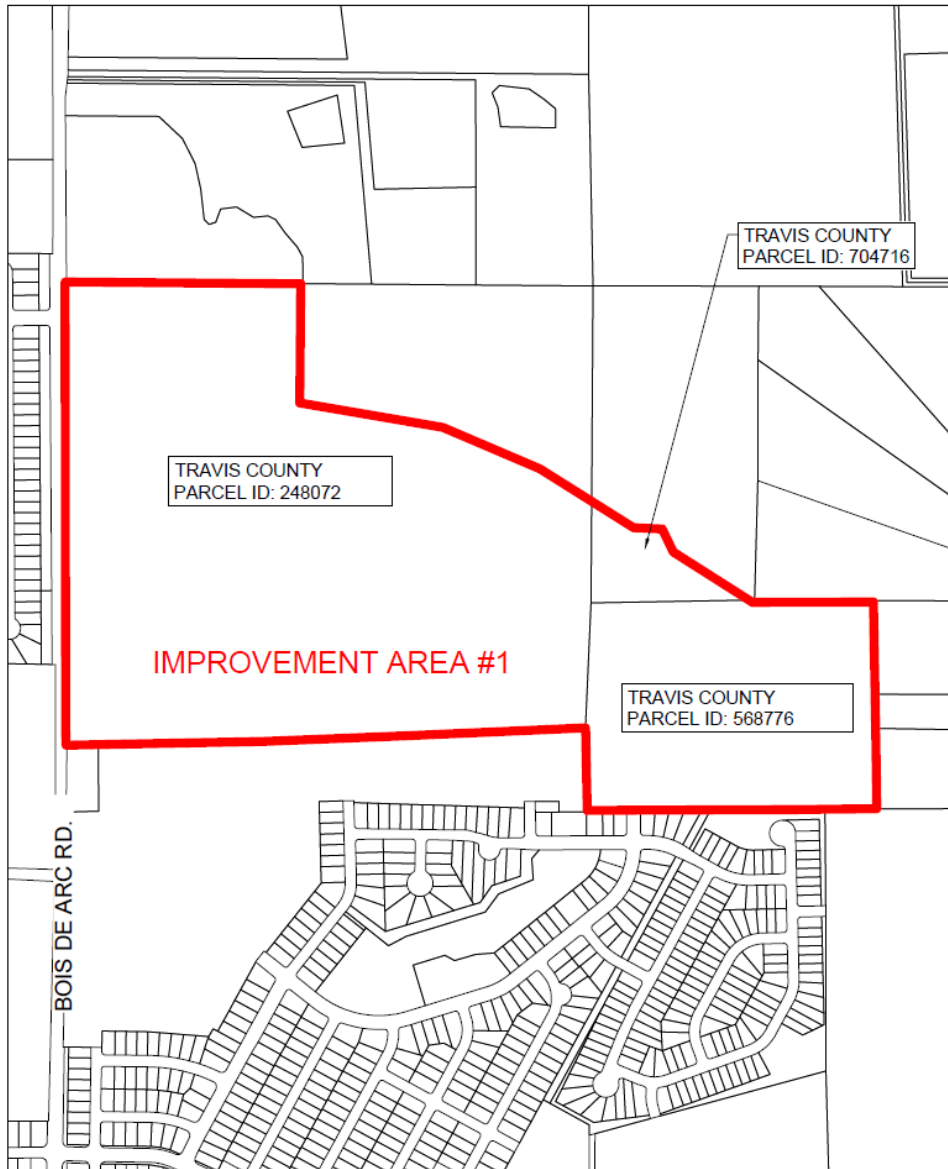 TRAVIS COUNTY
PARCEL ID: 704716
TRAVIS COUNTY
PARCEL ID: 248072
IMPROVEMENT AREA #1
TRAVIS COUNTY
PARCEL ID: 568776
BOIS DE ARC RD.